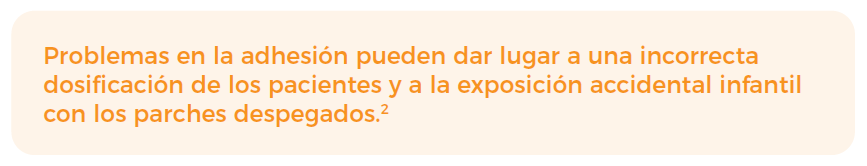 Problemas en la adhesión pueden dar lugar a una incorrecta
dosificación de los pacientes y a la exposición accidental infantil
con los parches despegados.²